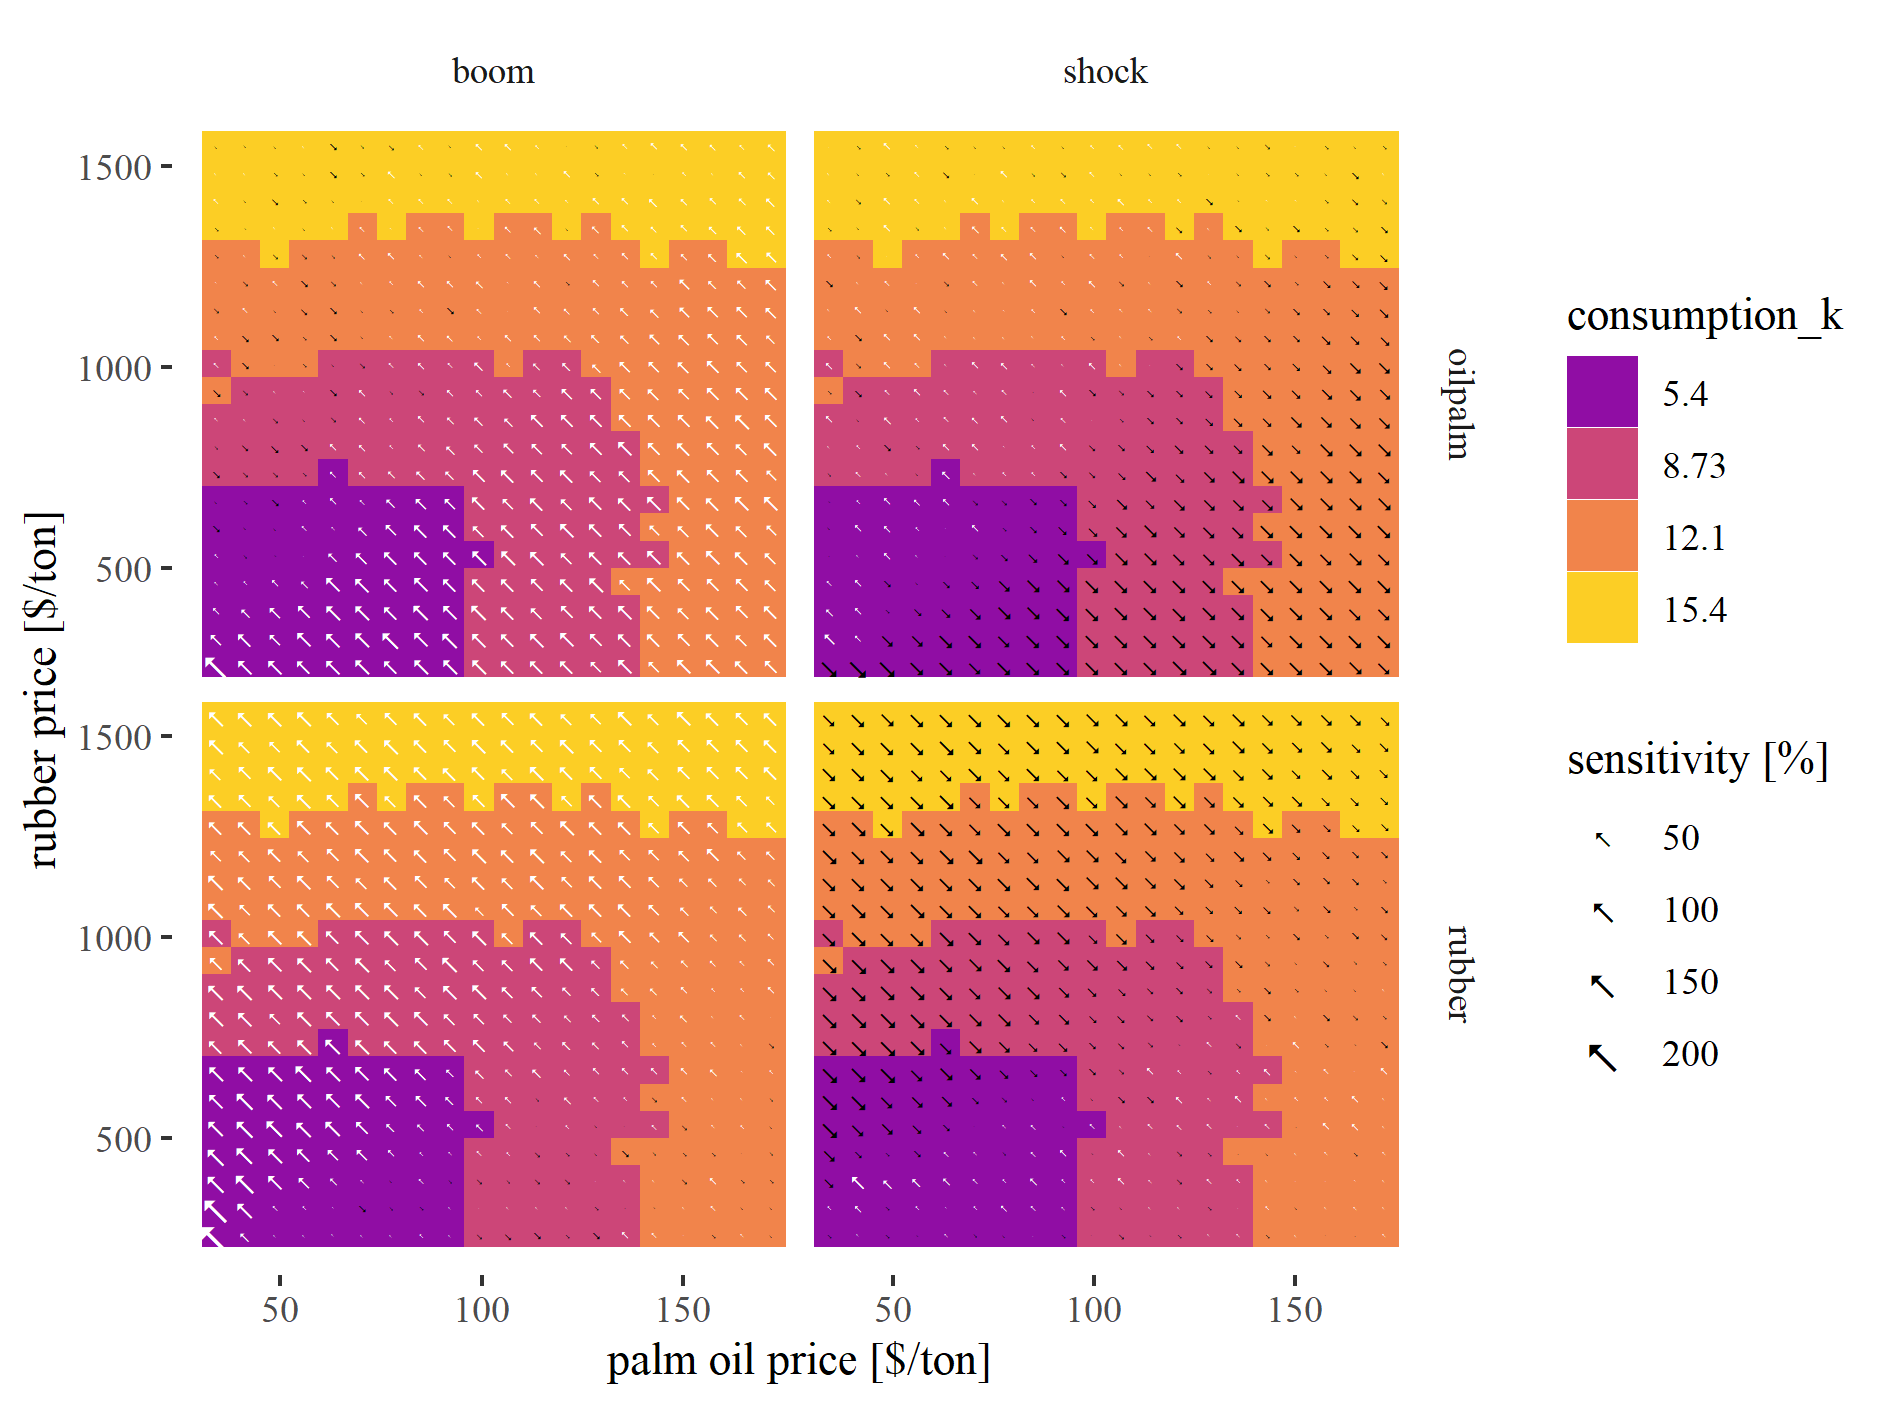 boom
shock
1500
1000
500
oilpalm
1500
1000
500
rubber
rubber price [$/ton]
50
100
150
50
100
150
palm oil price [$/ton]
consumption_k
5.4
8.73
12.1
15.4
sensitivity [%]
50
100
150
200